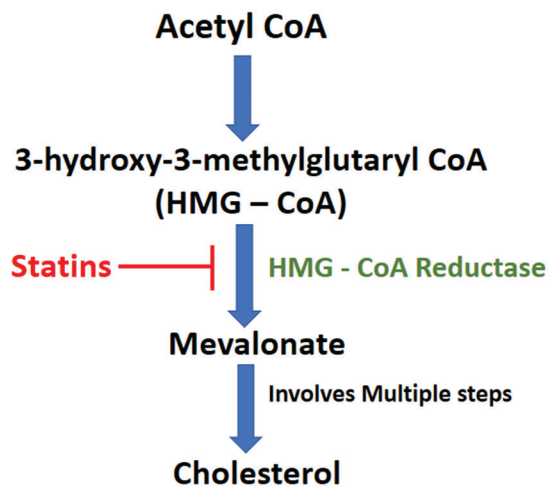 Acetyl CoA
3-hydroxy-3-methylglutaryl CoA
(HMG – CoA)
Statins
HMG - CoA Reductase
Mevalonate
Involves Multiple steps
Cholesterol